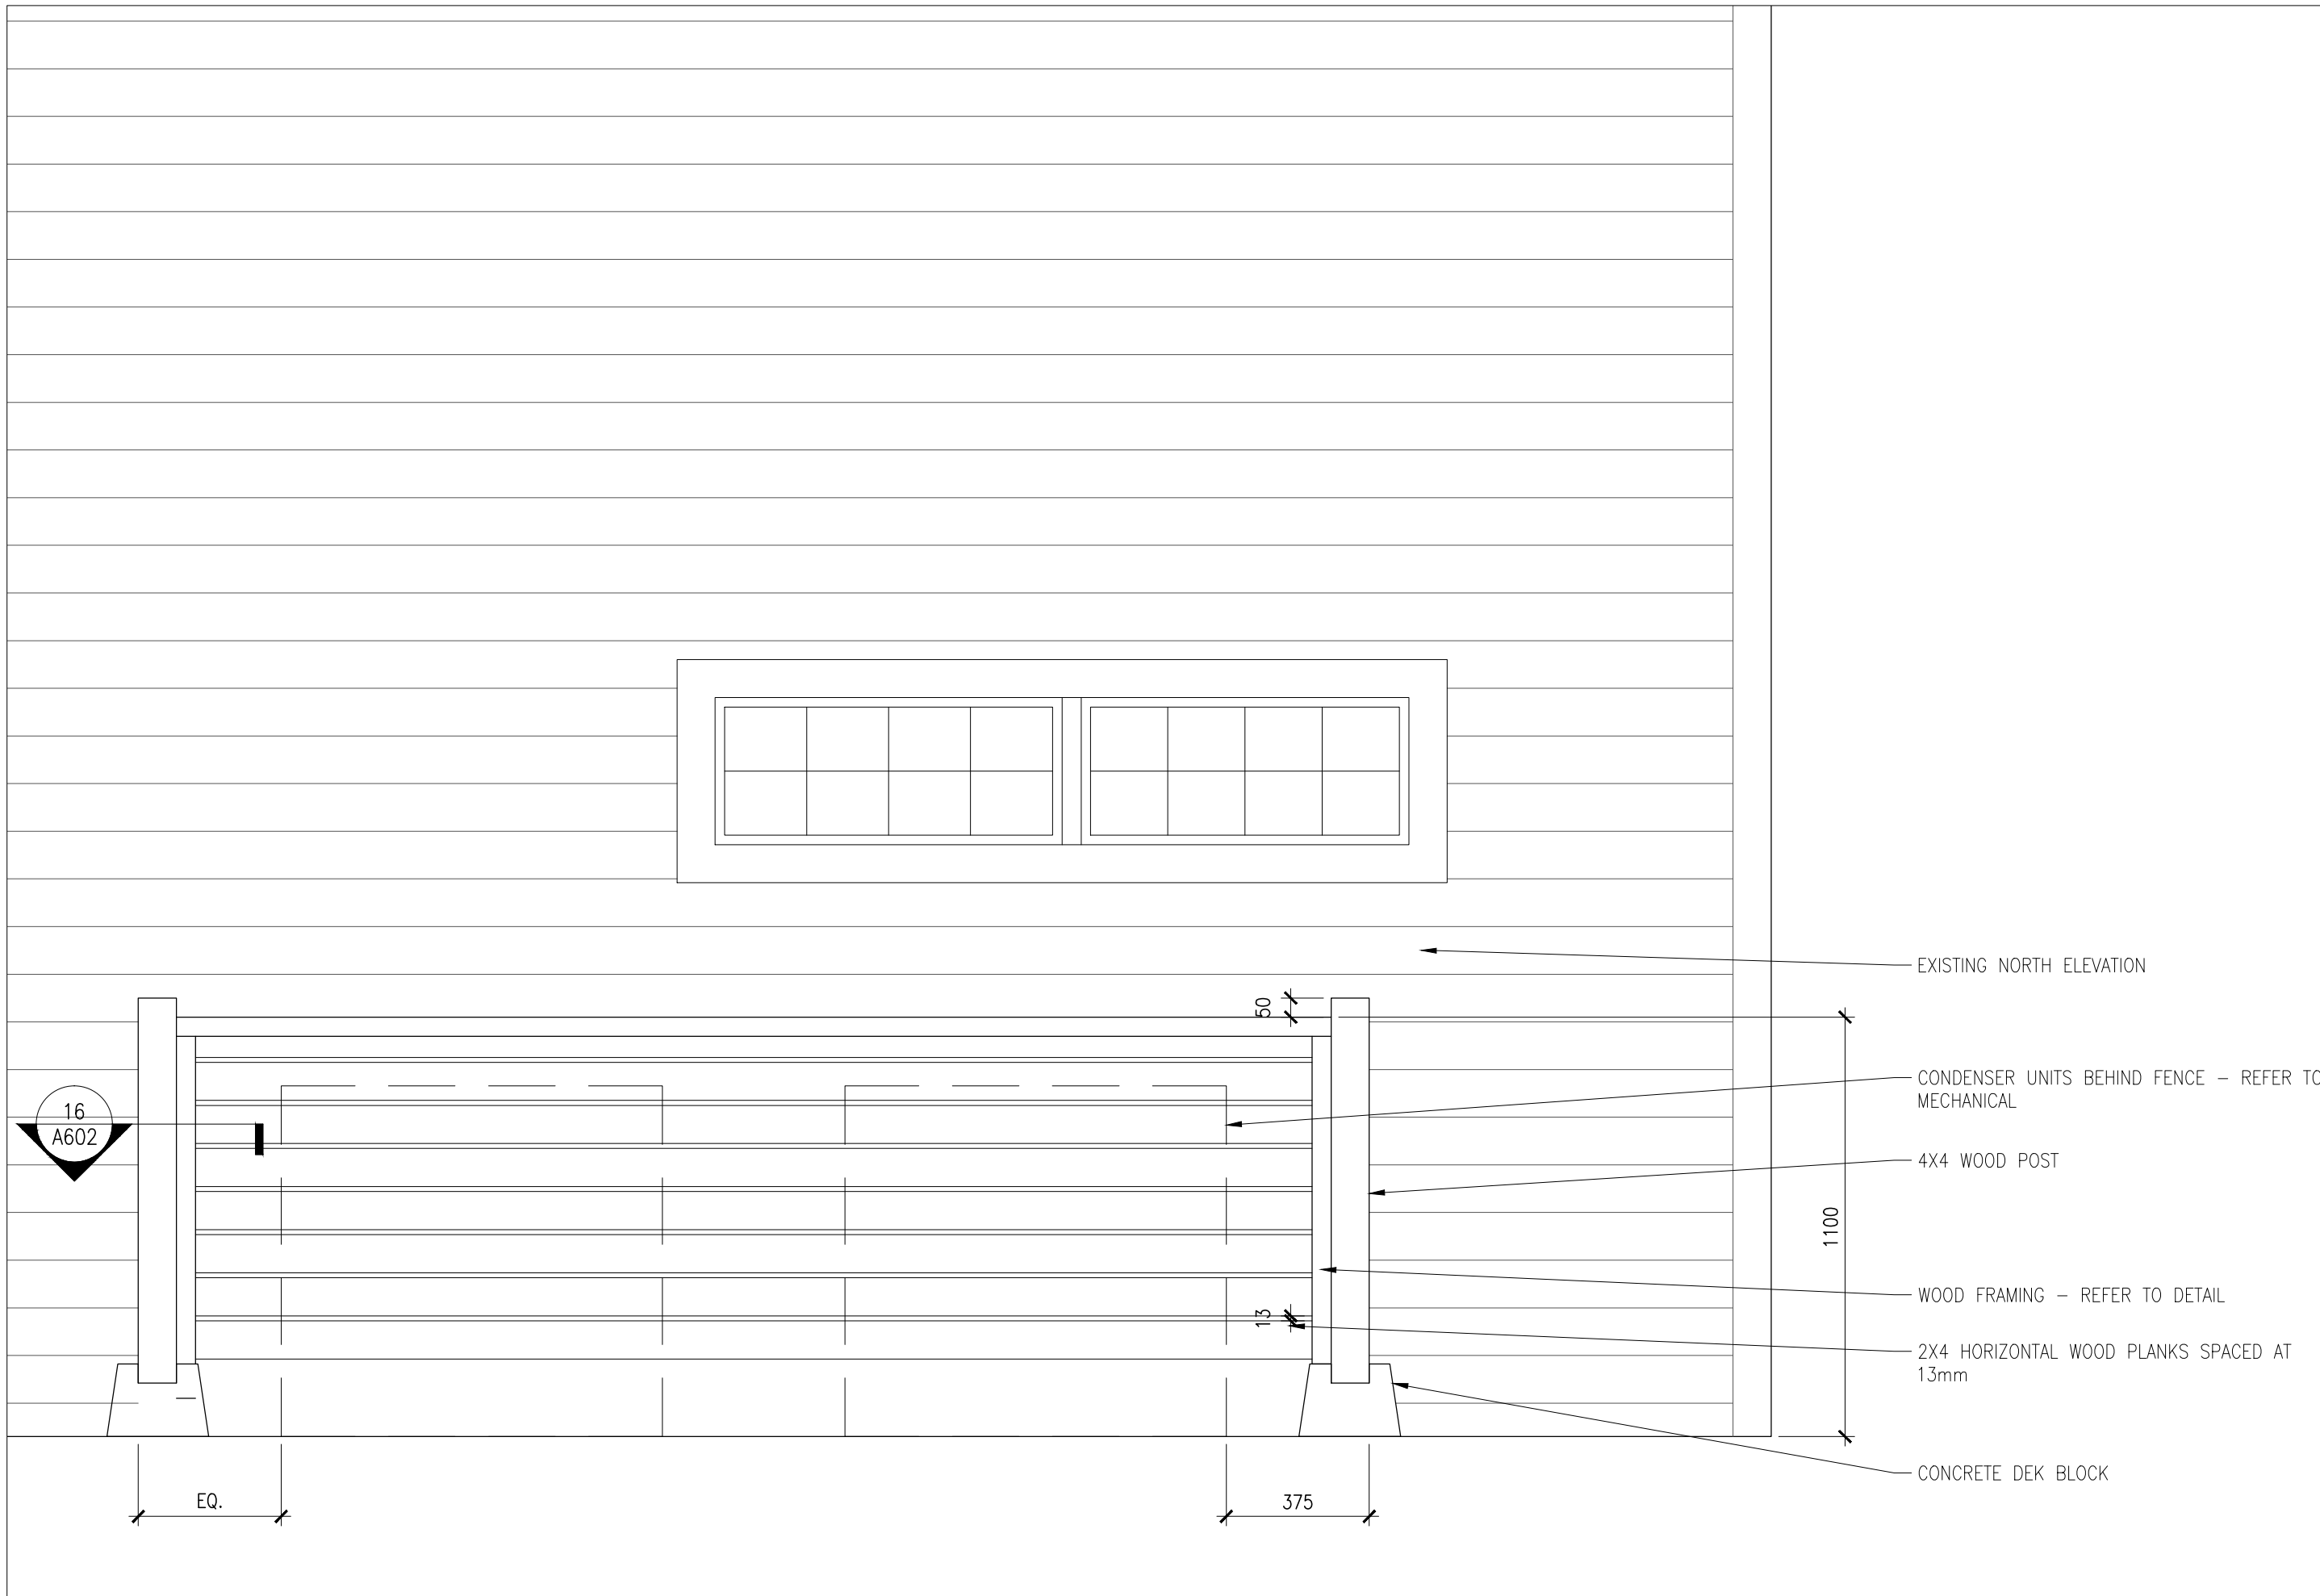 EXISTING NORTH ELEVATION
50
CONDENSER UNITS BEHIND FENCE – REFER TO
MECHANICAL
16
A602
4X4 WOOD POST
1100
WOOD FRAMING – REFER TO DETAIL
13
2X4 HORIZONTAL WOOD PLANKS SPACED AT
13mm
CONCRETE DEK BLOCK
EQ.
375